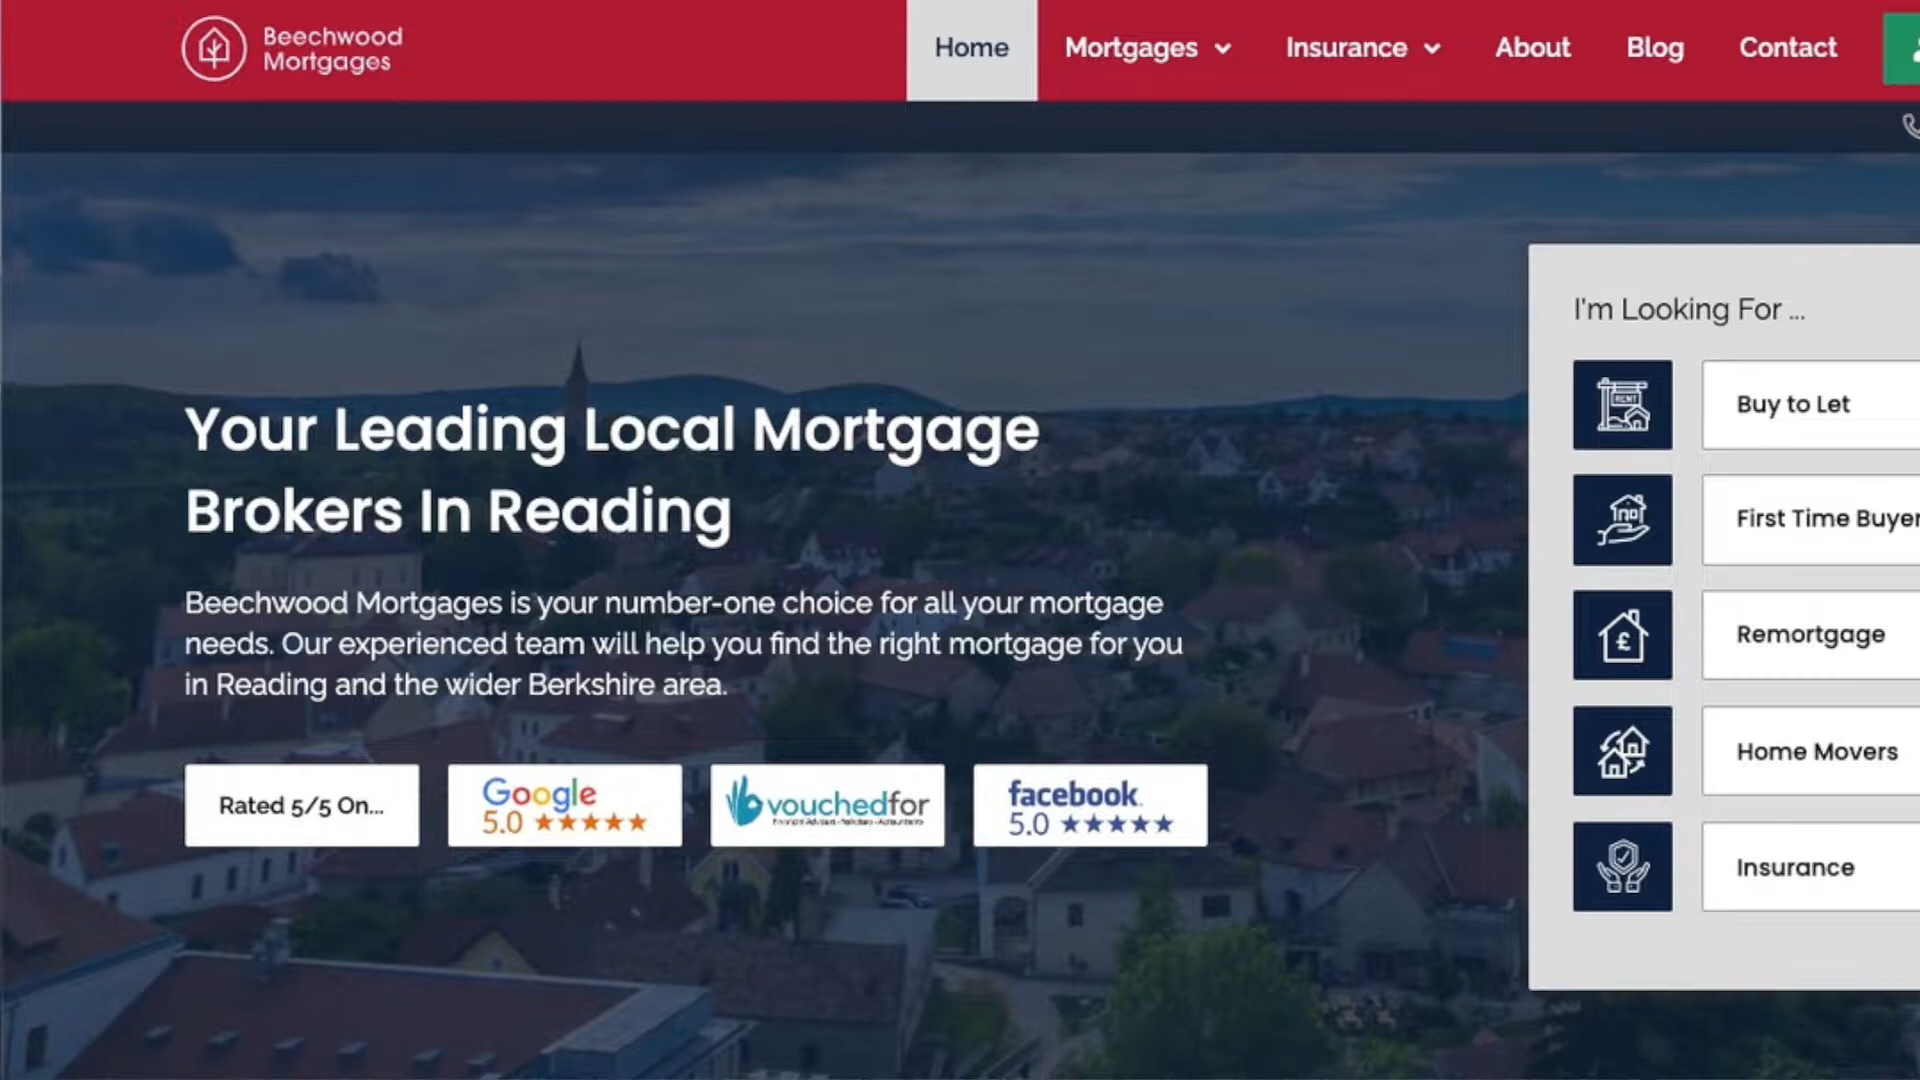 Beechwood
Mortgages
Home
Mortgages
Insurance
About
Blog
Contact
Your Leading Local Mortgage
Brokers In Reading
Beechwood Mortgages is your number-one choice for all your mortgage
needs. Our experienced team will help you find the right mortgage for you
in Reading and the wider Berkshire area.
Rated 5/5 On...
Google
5.0
vouchedfor
facebook.
5.0
I'm Looking For ...
RENT
Buy to Let
First Time Buyer
£
Remortgage
Home Movers
Insurance